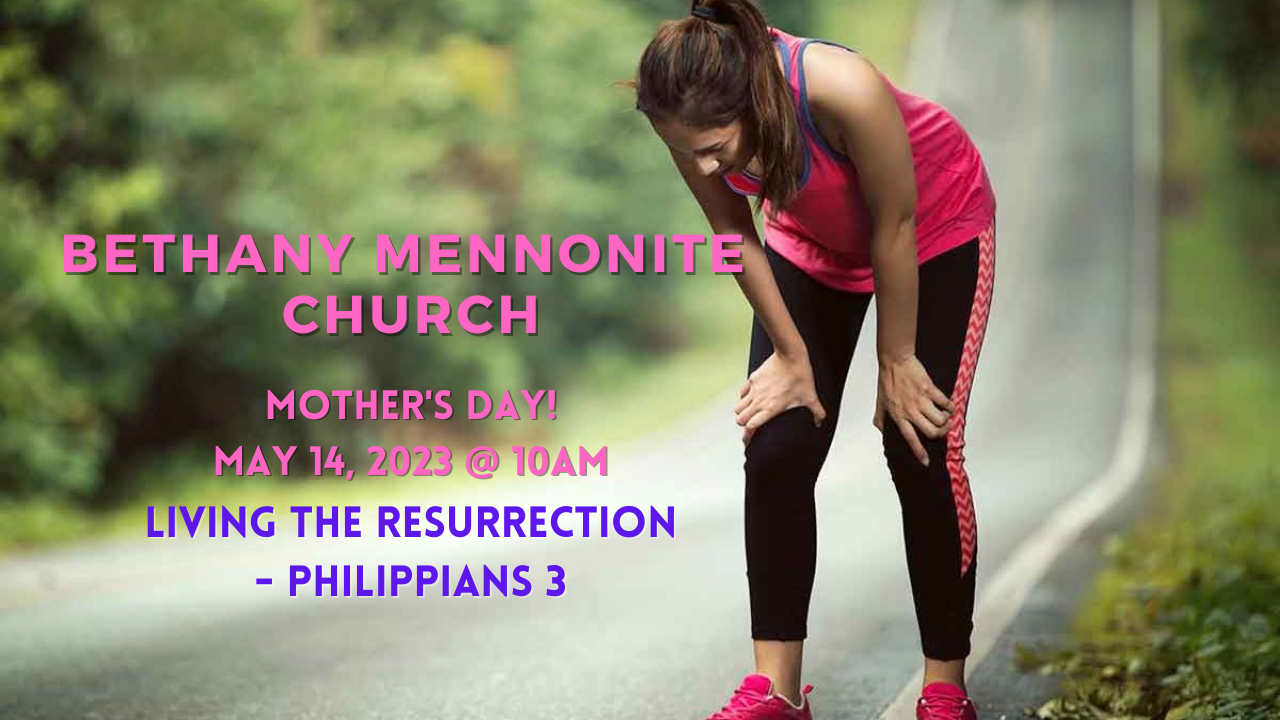 BETHANY MENNONITE
CHURCH
MOTHER'S DAY!
MAY 14, 2023 @ 10AM
LIVING THE RESURRECTION
- PHILIPPIANS 3